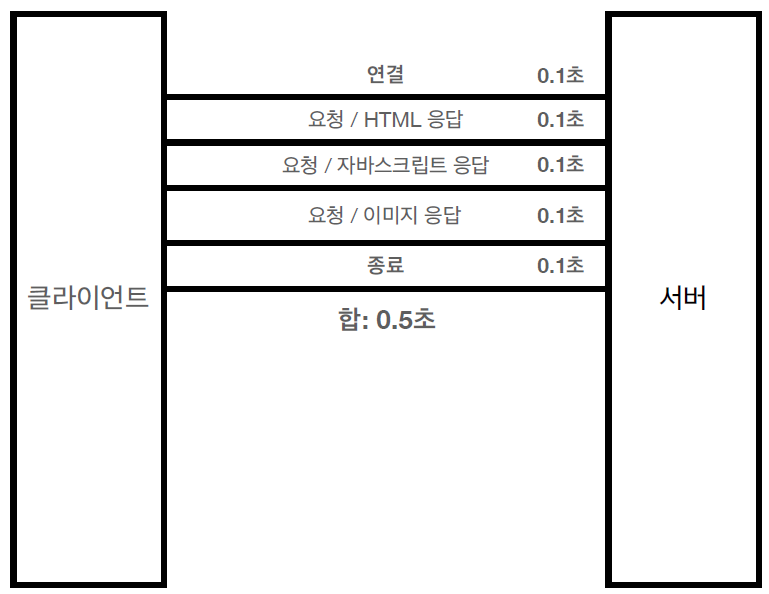 연결 0.1초
요청 / HTML 응답 0.1초
요청 / 자바스크립트 응답 0.1초
요청 / 이미지 응답 0.1초
종료 0.1초
클라이언트
서버
합: 0.5초